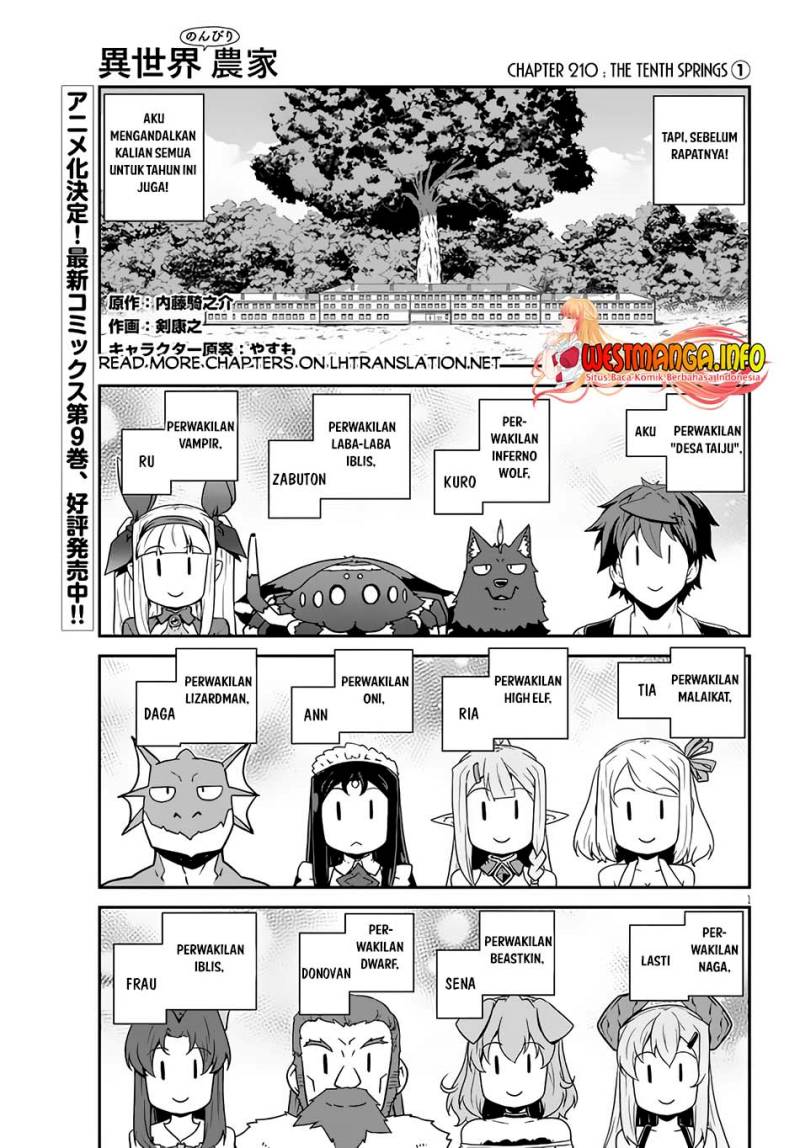 のんびり
異世界 農家
CHAPTER 210 : THE TENTH SPRINGS ①
アニメ化決定！最新コミックス第9巻、好評発売中!!
TAPI, SEBELUM
RAPATNYA!
AKU
MENGANDALKAN
KALIAN SEMUA
UNTUK TAHUN INI
JUGA!
原作：内藤騎之介
作画：剣康之
キャラクター原案：やすも
READ MORE CHAPTERS ON LHTRANSLATION.NET
WESTMANGA.INFO
Situs Baca Komik Berbahasa Indonesia
PERWAKILAN
"DESA TAIJU",
AKU
PER-
WAKILAN
INFERNO
WOLF,
KURO
PERWAKILAN
LABA-LABA
IBLIS,
ZABUTON
PERWAKILAN
VAMPIR,
RU
PERWAKILAN
MALAIKAT,
TIA
PERWAKILAN
HIGH ELF,
RIA
PERWAKILAN
ONI,
ANN
PERWAKILAN
LIZARDMAN,
DAGA
1
PER-
WAKILAN
NAGA,
LASTI
PERWAKILAN
BEASTKIN,
SENA
PER-
WAKILAN
DWARF,
DONOVAN
PERWAKILAN
IBLIS,
FRAU